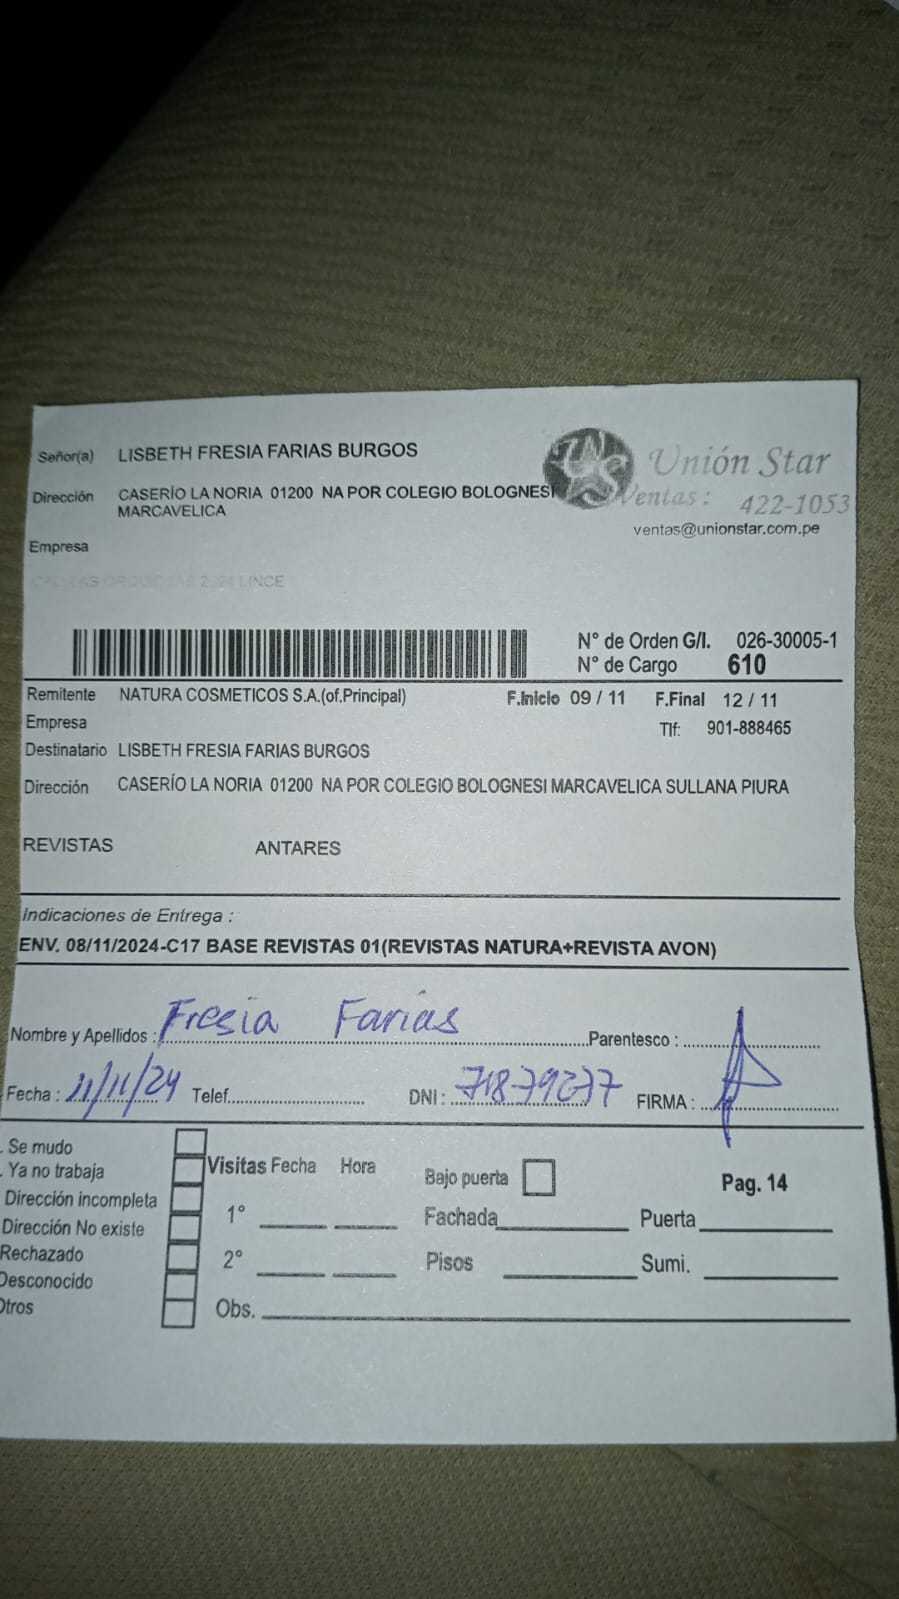 Señor(a) LISBETH FRESIA FARIAS BURGOS
Unión Star
Dirección CASERÍO LA NORIA 01200 NA POR COLEGIO BOLOGNESI
MARCAVELICA
Ventas : 422-1053
ventas@unionstar.com.pe
Empresa
2024 LINCE
N° de Orden G/I. 026-30005-1
N° de Cargo 610
Remitente NATURA COSMETICOS S.A.(of.Principal) F.Inicio 09 / 11 F.Final 12 / 11
Empresa Tlf: 901-888465
Destinatario LISBETH FRESIA FARIAS BURGOS
Dirección CASERÍO LA NORIA 01200 NA POR COLEGIO BOLOGNESI MARCAVELICA SULLANA PIURA
REVISTAS ANTARES
Indicaciones de Entrega :
ENV. 08/11/2024-C17 BASE REVISTAS 01(REVISTAS NATURA+REVISTA AVON)
Nombre y Apellidos : Fresia Farias Parentesco :
Fecha : 11/11/24 Telef. DNI : FIRMA :
. Se mudo
. Ya no trabaja
Dirección incompleta
Dirección No existe
Rechazado
Desconocido
Otros
Visitas Fecha Hora Bajo puerta Pag. 14
1° Fachada Puerta
2° Pisos Sumi.
Obs.